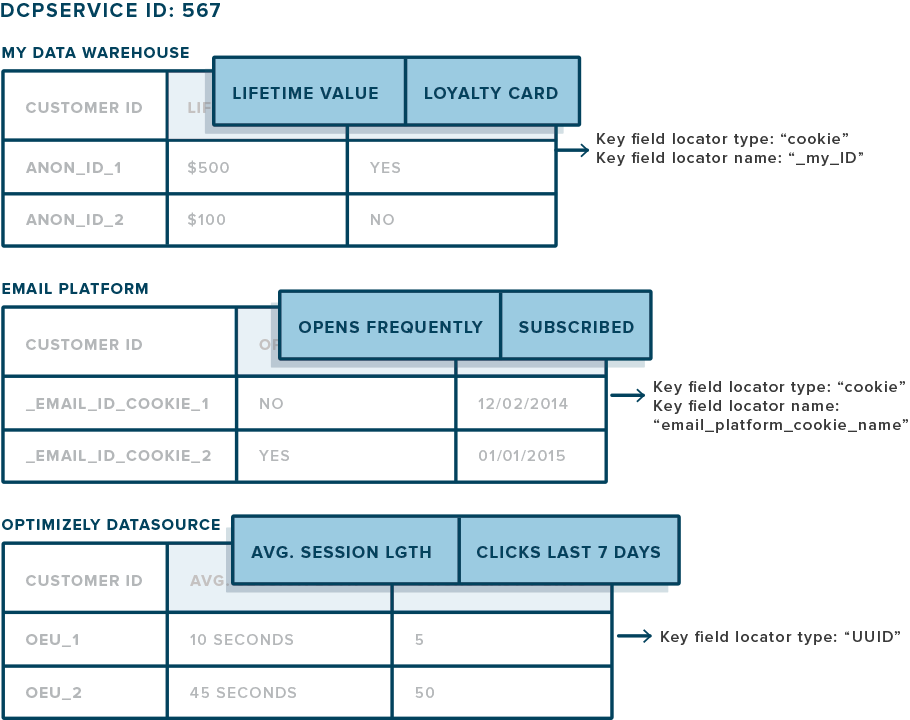 DCPSERVICE ID: 567
MY DATA WAREHOUSE
LIFETIME VALUE LOYALTY CARD
CUSTOMER ID
Key field locator type: “cookie”
Key field locator name: “_my_ID”
ANON_ID_1 $500 YES
ANON_ID_2 $100 NO
EMAIL PLATFORM
OPENS FREQUENTLY SUBSCRIBED
CUSTOMER ID
Key field locator type: “cookie”
Key field locator name:
“email_platform_cookie_name”
_EMAIL_ID_COOKIE_1 NO 12/02/2014
_EMAIL_ID_COOKIE_2 YES 01/01/2015
OPTIMIZELY DATASOURCE
AVG. SESSION LGTH CLICKS LAST 7 DAYS
CUSTOMER ID AVG.
OEU_1 10 SECONDS 5
Key field locator type: “UUID”
OEU_2 45 SECONDS 50